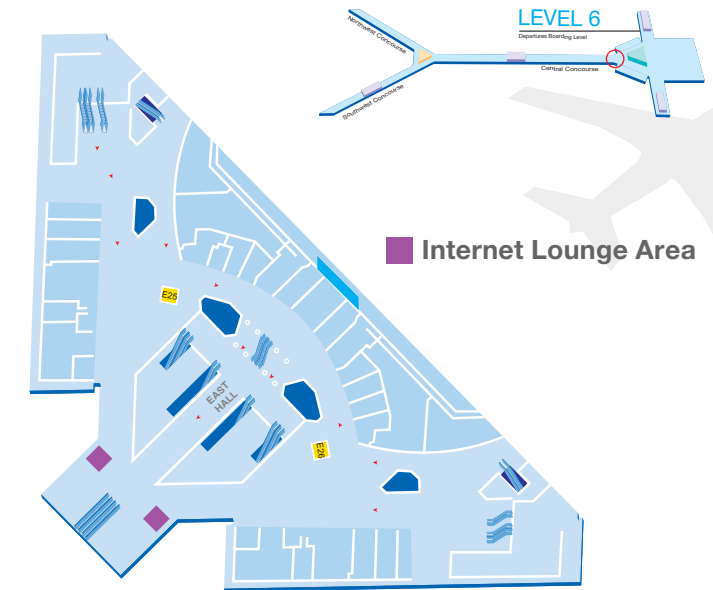 LEVEL 6
Departures Boarding Level
Northwest Concourse
Central Concourse
Southwest Concourse
Internet Lounge Area
E25
EAST
HALL
E26